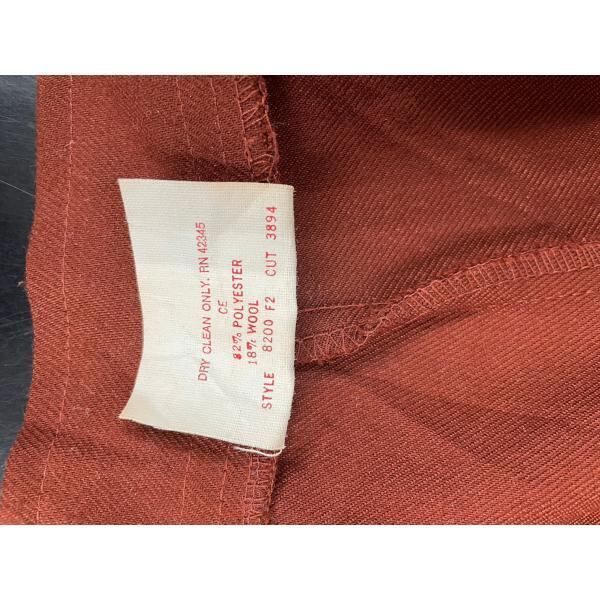 DRY CLEAN ONLY. RN 42345
CE
82% POLYESTER
18% WOOL
STYLE 8200 F2 CUT 3894